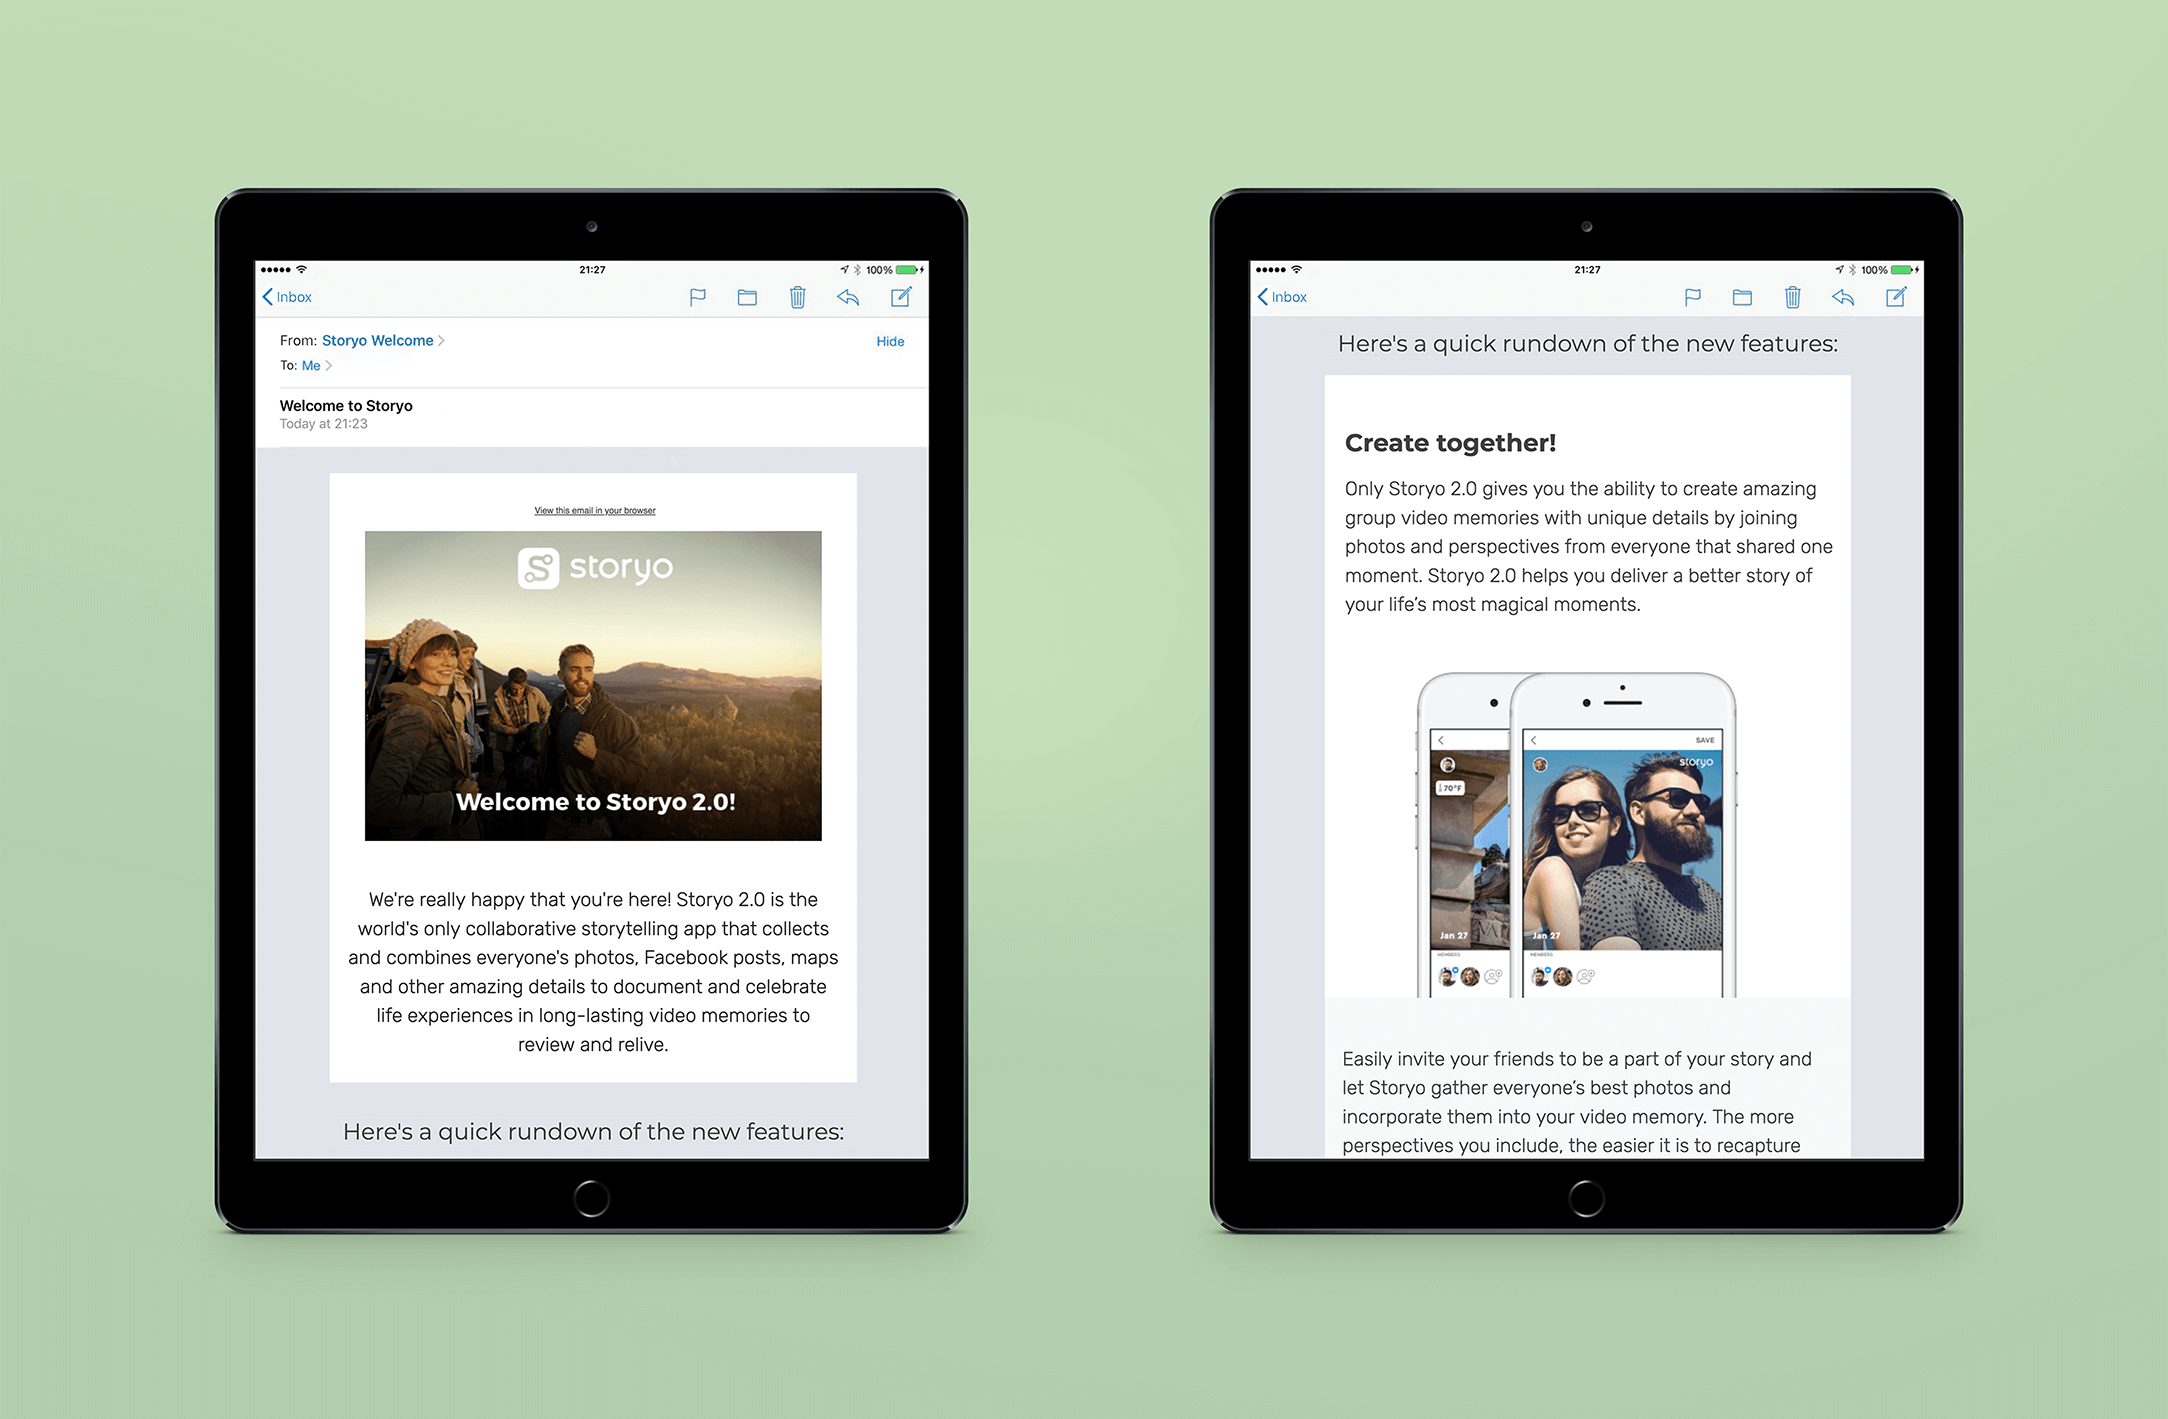 21:27
100%
Inbox
From: Storyo Welcome
Hide
To: Me
Welcome to Storyo
Today at 21:23
View this email in your browser
storyo
Welcome to Storyo 2.0!
We're really happy that you're here! Storyo 2.0 is the
world's only collaborative storytelling app that collects
and combines everyone's photos, Facebook posts, maps
and other amazing details to document and celebrate
life experiences in long-lasting video memories to
review and relive.
Here's a quick rundown of the new features:
21:27
100%
Inbox
Here's a quick rundown of the new features:
Create together!
Only Storyo 2.0 gives you the ability to create amazing
group video memories with unique details by joining
photos and perspectives from everyone that shared one
moment. Storyo 2.0 helps you deliver a better story of
your life’s most magical moments.
SAVE
storyo
70°F
Jan 27
Jan 27
MEMBERS
MEMBERS
Easily invite your friends to be a part of your story and
let Storyo gather everyone’s best photos and
incorporate them into your video memory. The more
perspectives you include, the easier it is to recapture